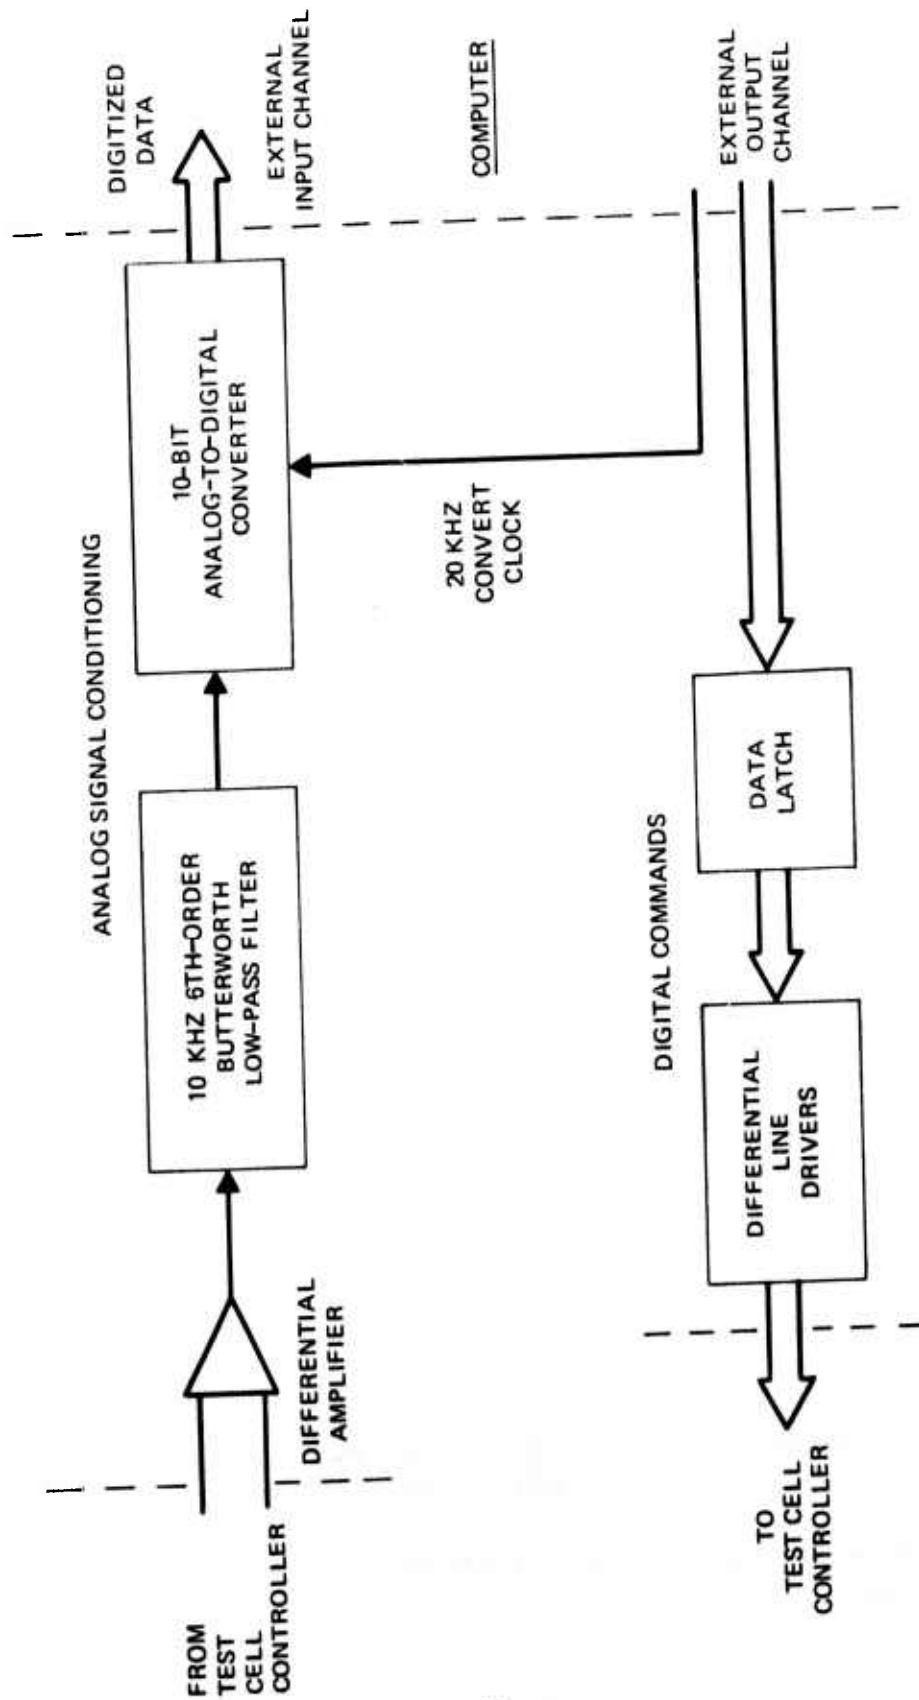 ANALOG SIGNAL CONDITIONING
FROM
TEST
CELL
CONTROLLER
DIFFERENTIAL
AMPLIFIER
10 KHZ 6TH-ORDER
BUTTERWORTH
LOW-PASS FILTER
10-BIT
ANALOG-TO-DIGITAL
CONVERTER
DIGITIZED
DATA
EXTERNAL
INPUT CHANNEL
20 KHZ
CONVERT
CLOCK
COMPUTER
DIGITAL COMMANDS
TO
TEST CELL
CONTROLLER
DIFFERENTIAL
LINE
DRIVERS
DATA
LATCH
EXTERNAL
OUTPUT
CHANNEL